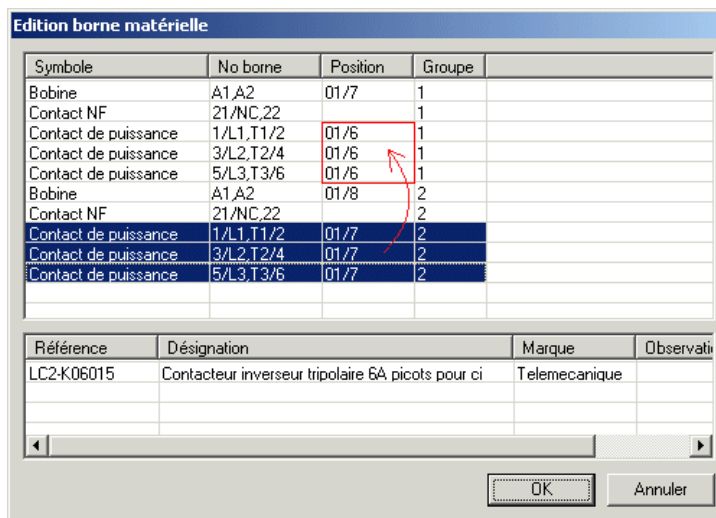 Edition borne matérielle
Symbole No borne Position Groupe
Bobine A1,A2 01/7 1
Contact NF 21/NC,22 1
Contact de puissance 1/L1,T1/2 01/6 1
Contact de puissance 3/L2,T2/4 01/6 1
Contact de puissance 5/L3,T3/6 01/6 1
Bobine A1,A2 01/8 2
Contact NF 21/NC,22 2
Contact de puissance 1/L1,T1/2 01/7 2
Contact de puissance 3/L2,T2/4 01/7 2
Contact de puissance 5/L3,T3/6 01/7 2
Référence Désignation Marque Observati
LC2-K06015 Contacteur inverseur tripolaire 6A picots pour ci Telemecanique
OK Annuler